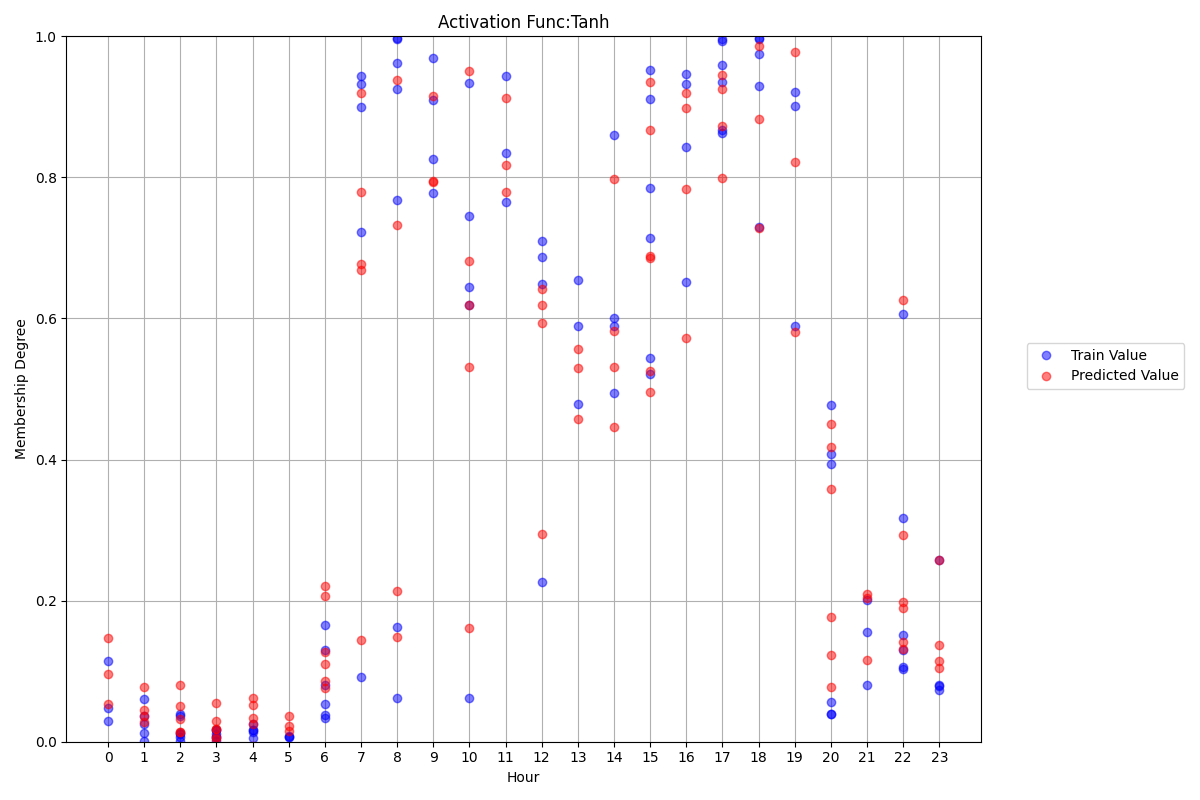 Activation Func:Tanh
1.0
0.8
0.6
0.4
0.2
0.0
Membership Degree
0 1 2 3 4 5 6 7 8 9 10 11 12 13 14 15 16 17 18 19 20 21 22 23
Hour
Train Value
Predicted Value